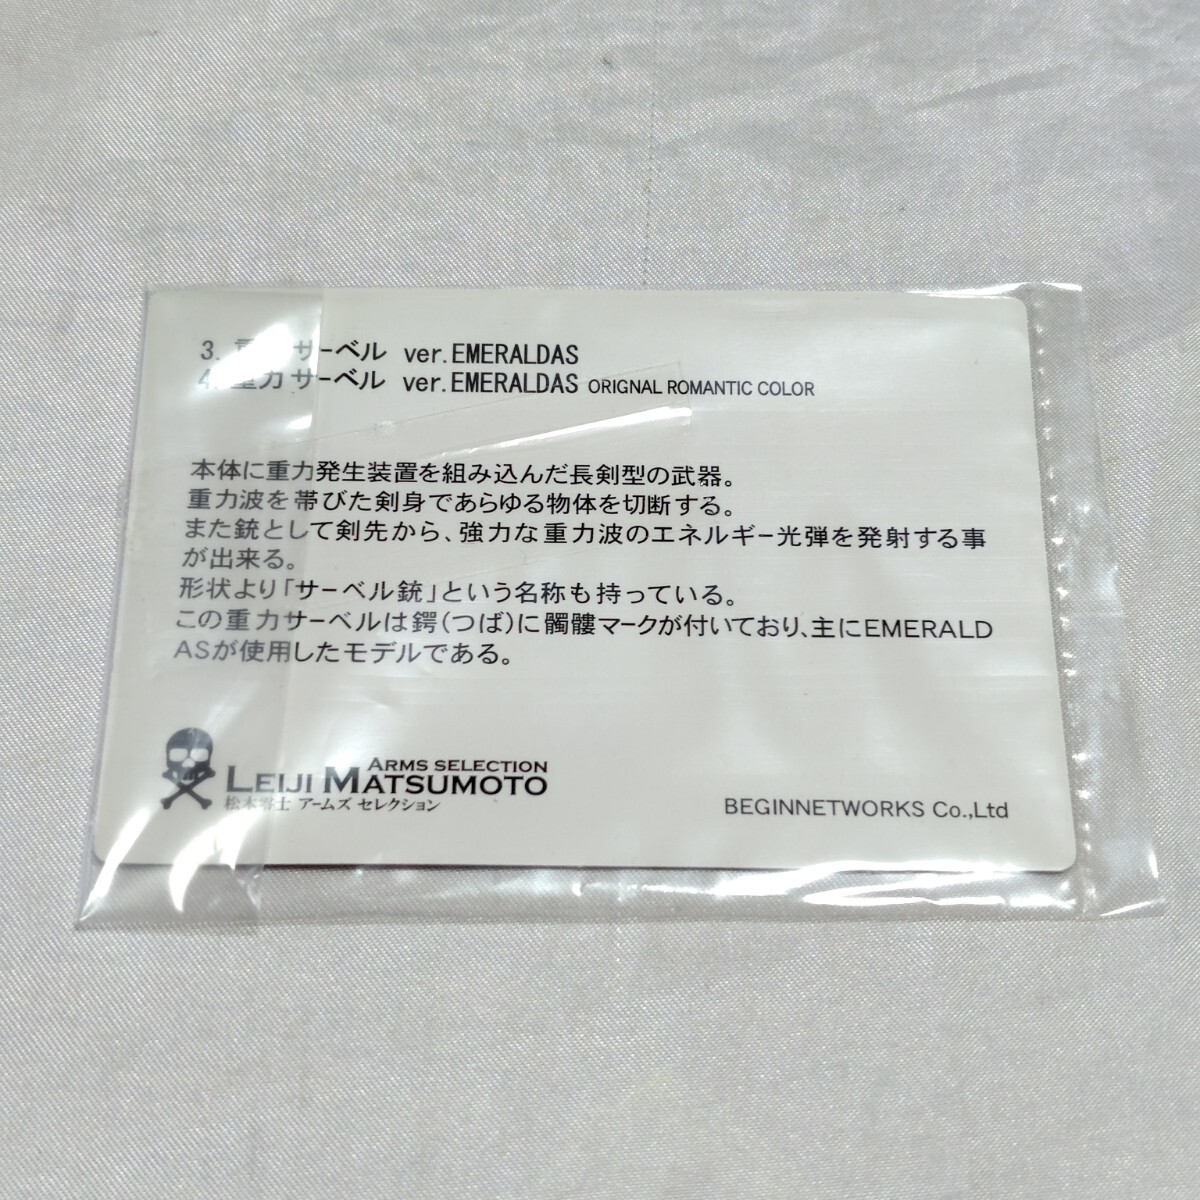 3. 重力サーベル ver.EMERALDAS
4. 重力サーベル ver.EMERALDAS ORIGNAL ROMANTIC COLOR
本体に重力発生装置を組み込んだ長剣型の武器。
重力波を帯びた剣身であらゆる物体を切断する。
また銃として剣先から、強力な重力波のエネルギー光弾を発射する事
が出来る。
形状より「サーベル銃」という名称も持っている。
この重力サーベルは鍔(つば)に髑髏マークが付いており、主にEMERALD
ASが使用したモデルである。
ARMS SELECTION
LEIJI MATSUMOTO
松本零士 アームズ セレクション
BEGINNETWORKS Co.,Ltd